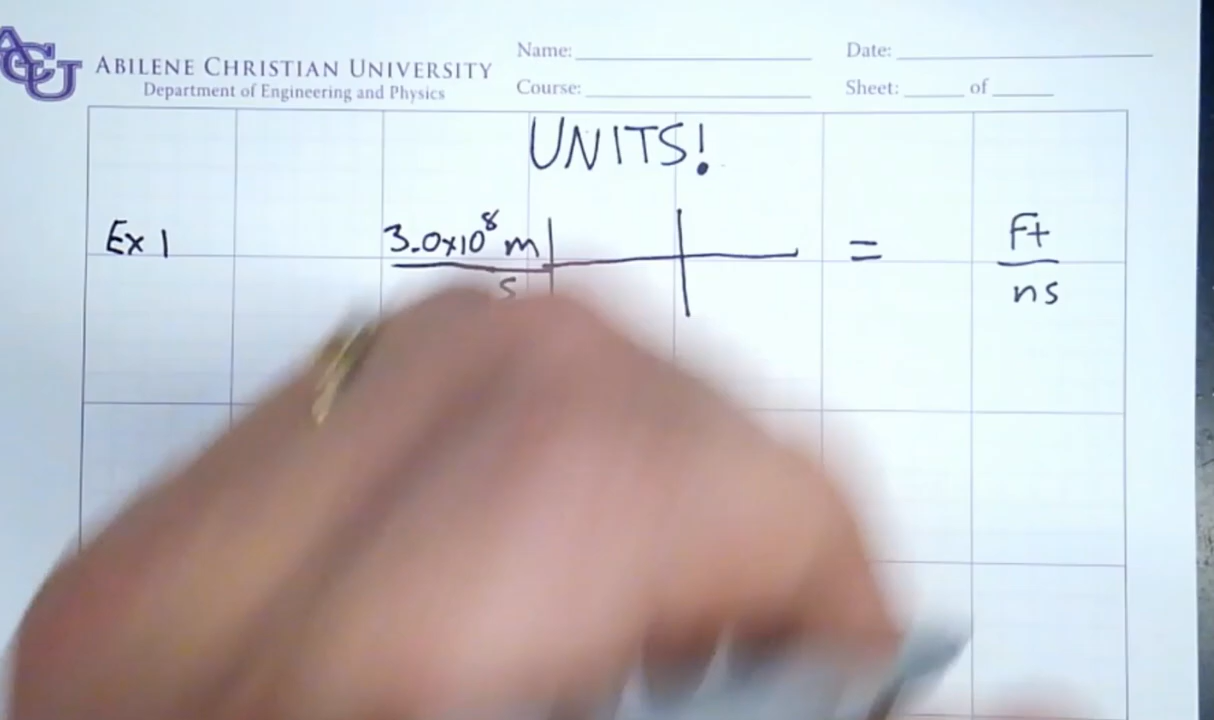 ACU
ABILENE CHRISTIAN UNIVERSITY
Department of Engineering and Physics
Name:
Course:
Date:
Sheet: of
UNITS!
Ex 1 3.0x10⁸ m = Ft
s ns